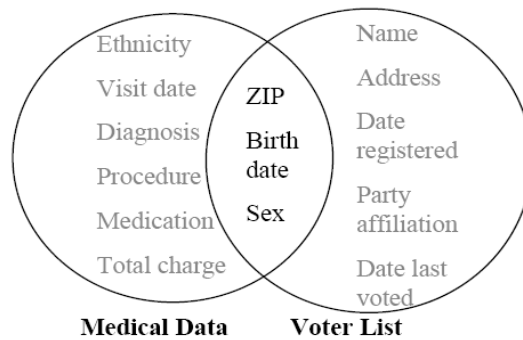 Ethnicity
Visit date
Diagnosis
Procedure
Medication
Total charge
ZIP
Birth
date
Sex
Name
Address
Date
registered
Party
affiliation
Date last
voted
Medical Data
Voter List